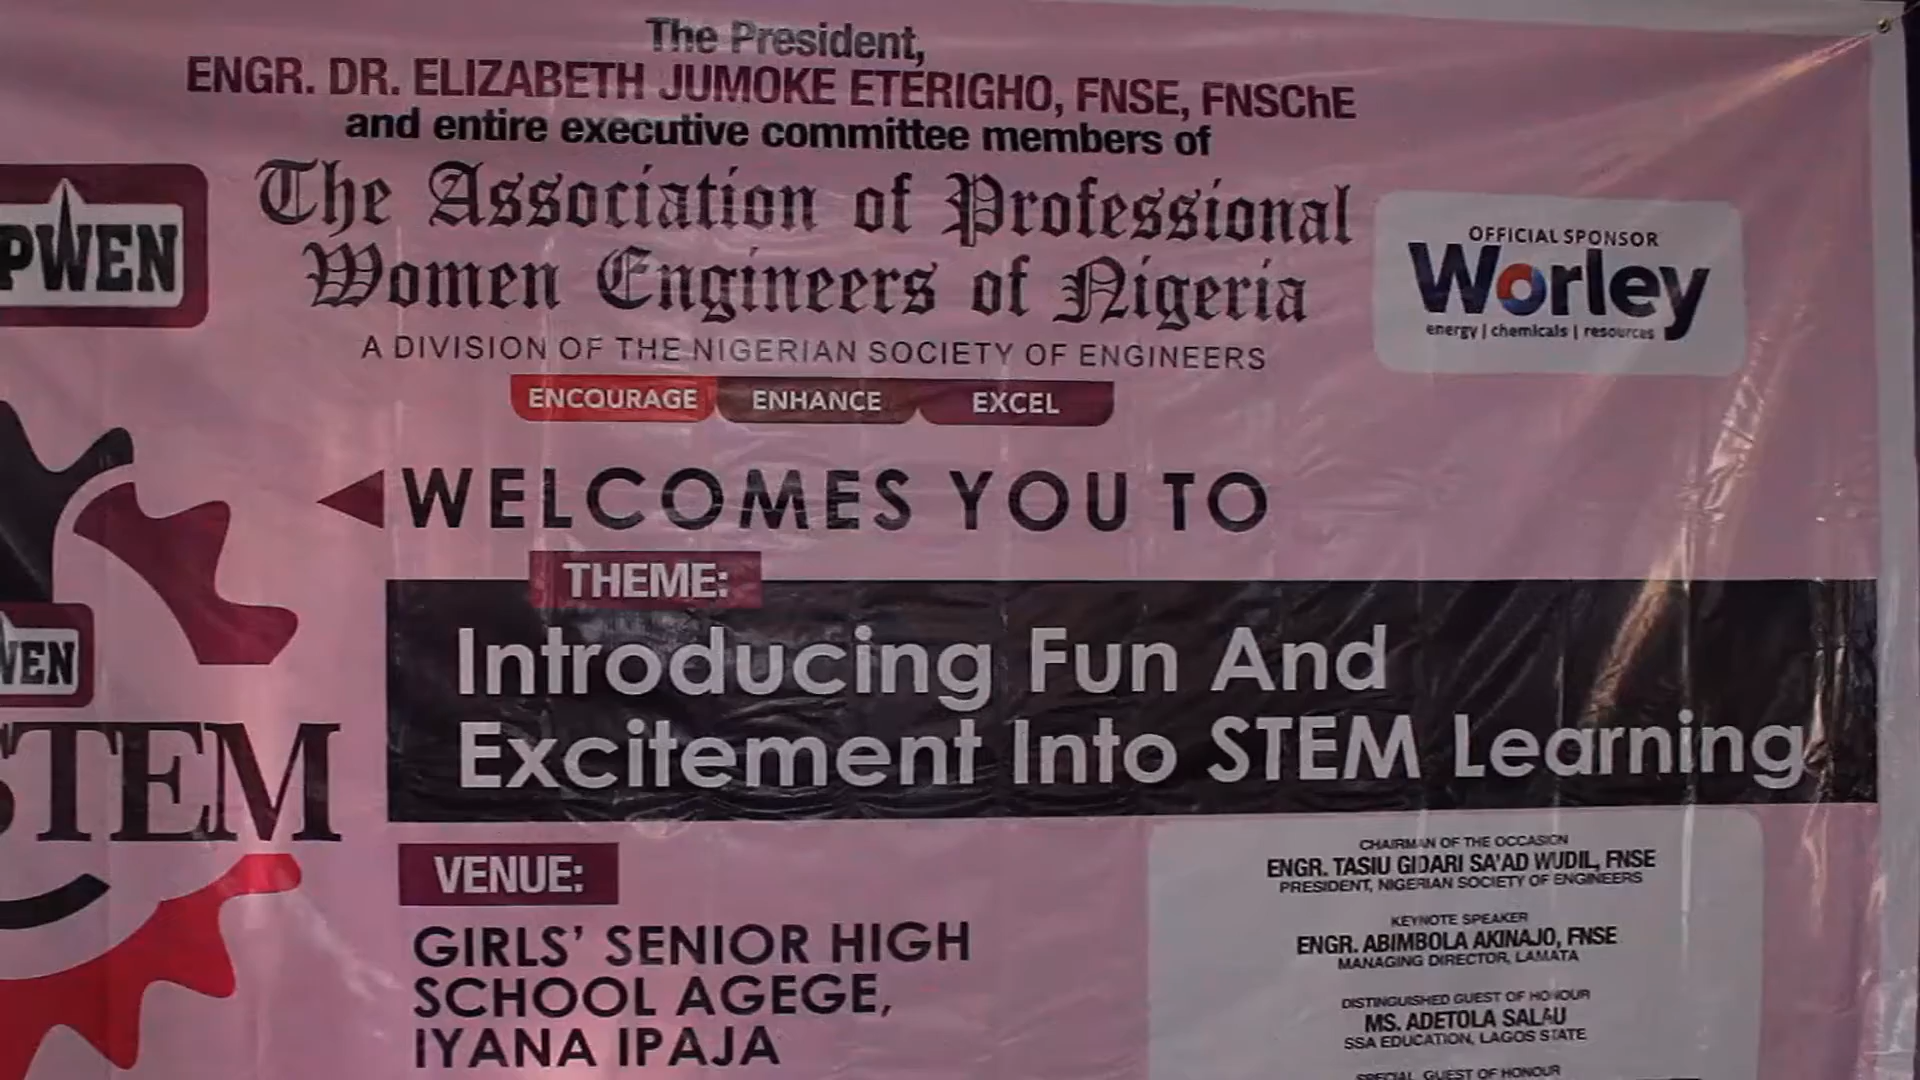 The President,
ENGR. DR. ELIZABETH JUMOKE ETERIGHO, FNSE, FNSChE
and entire executive committee members of
PWEN
The Association of Professional
Women Engineers of Nigeria
A DIVISION OF THE NIGERIAN SOCIETY OF ENGINEERS
ENCOURAGE ENHANCE EXCEL
OFFICIAL SPONSOR
Worley
energy | chemicals | resources
WELCOMES YOU TO
THEME:
Introducing Fun And
Excitement Into STEM Learning
WEN
STEM
VENUE:
GIRLS' SENIOR HIGH
SCHOOL AGEGE,
IYANA IPAJA
CHAIRMAN OF THE OCCASION
ENGR. TASIU GIDARI SA'AD WUDIL, FNSE
PRESIDENT, NIGERIAN SOCIETY OF ENGINEERS
KEYNOTE SPEAKER
ENGR. ABIMBOLA AKINAJO, FNSE
MANAGING DIRECTOR, LAMATA
DISTINGUISHED GUEST OF HONOUR
MS. ADETOLA SALAU
SSA EDUCATION, LAGOS STATE
SPECIAL GUEST OF HONOUR